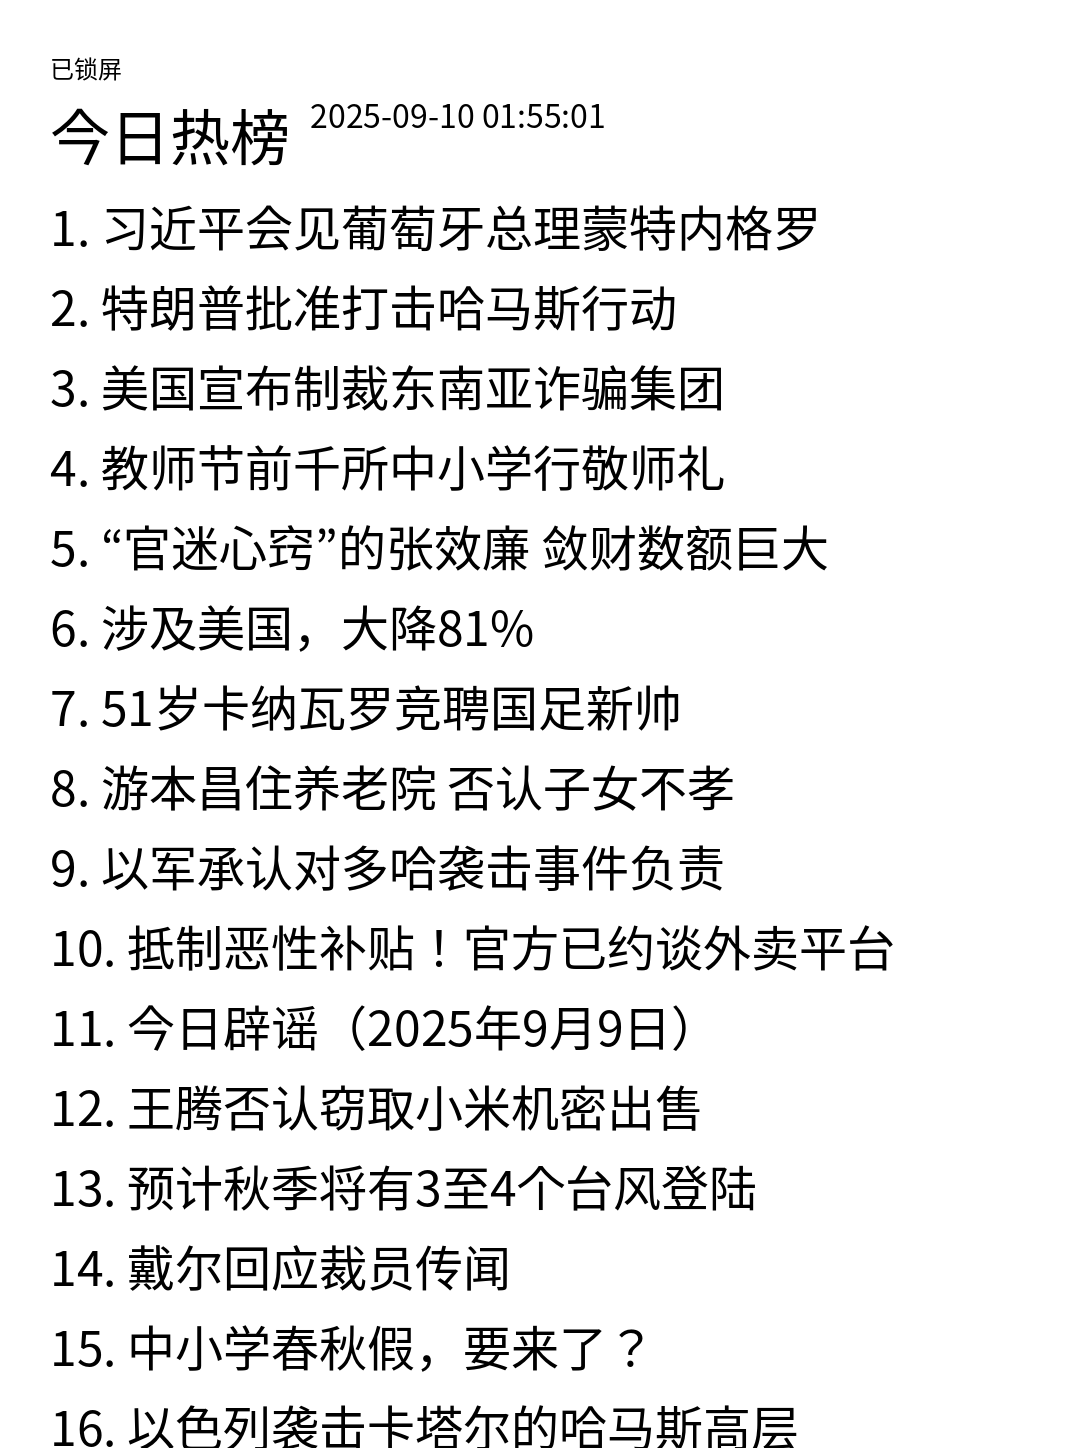 已锁屏
今日热榜 2025-09-10 01:55:01
1. 习近平会见葡萄牙总理蒙特内格罗
2. 特朗普批准打击哈马斯行动
3. 美国宣布制裁东南亚诈骗集团
4. 教师节前千所中小学行敬师礼
5. “官迷心窍”的张效廉 敛财数额巨大
6. 涉及美国，大降81%
7. 51岁卡纳瓦罗竞聘国足新帅
8. 游本昌住养老院 否认子女不孝
9. 以军承认对多哈袭击事件负责
10. 抵制恶性补贴！官方已约谈外卖平台
11. 今日辟谣（2025年9月9日）
12. 王腾否认窃取小米机密出售
13. 预计秋季将有3至4个台风登陆
14. 戴尔回应裁员传闻
15. 中小学春秋假，要来了？
16. 以色列袭击卡塔尔的哈马斯高层